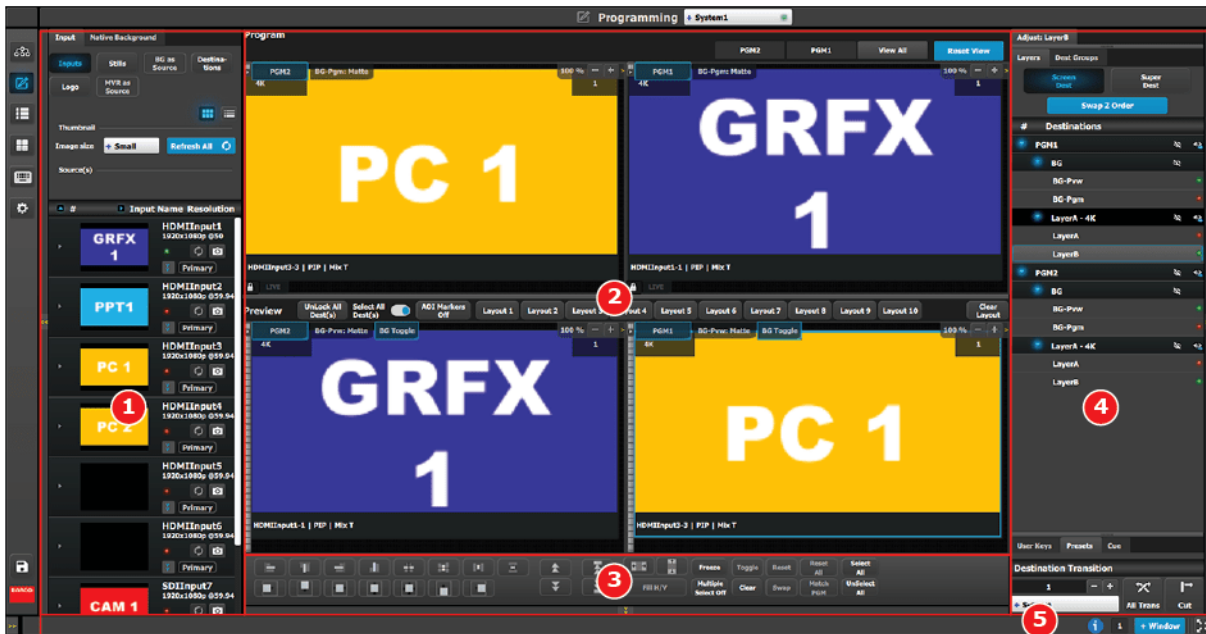 Programming + System1
Input Native Background
Inputs Stills BG as Source Destina-tions
Logo MVR as Source
Thumbnail
Image size + Small Refresh All
Source(s)
# Input Name Resolution
GRFX 1
HDMIInput1
1920x1080p @50
Primary
PPT1
HDMIInput2
1920x1080p @59.94
Primary
PC 1
HDMIInput3
1920x1080p @59.94
Primary
PC 2
HDMIInput4
1920x1080p @59.94
Primary
1
HDMIInput5
1920x1080p @59.94
Primary
HDMIInput6
1920x1080p @59.94
Primary
CAM 1
SDIInput7
1920x1080p @59.94
BARCO
Program
PGM2 PGM1 View All Reset View
PGM2 BG-Pgm: Matte 100 % - +
4K 1
PC 1
HDMIInput3-3 | PIP | Mix T
LIVE
PGM1 BG-Pgm: Matte 100 % - +
4K 1
GRFX 1
HDMIInput1-1 | PIP | Mix T
LIVE
2
Preview UnLock All Dest(s) Select All Dest(s) AOI Markers Off Layout 1 Layout 2 Layout 3 Layout 4 Layout 5 Layout 6 Layout 7 Layout 8 Layout 9 Layout 10 Clear Layout
PGM2 BG-Pvw: Matte BG Toggle 100 % - +
4K 1
GRFX 1
HDMIInput1-1 | PIP | Mix T
PGM1 BG-Pvw: Matte BG Toggle 100 % - +
4K 1
PC 1
HDMIInput3-3 | PIP | Mix T
3
Fill H/V
Freeze Toggle Reset Reset All Select All
Multiple Select Off Clear Swap Match PGM UnSelect All
Adjust: LayerB
Layers Dest Groups
Screen Dest Super Dest
Swap 2 Order
# Destinations
PGM1
BG
BG-Pvw
BG-Pgm
LayerA - 4K
LayerA
LayerB
PGM2
BG
BG-Pvw
BG-Pgm
LayerA - 4K
LayerA
LayerB
4
User Keys Presets Cue
Destination Transition
1 - +
All Trans Cut
5
1 + Window